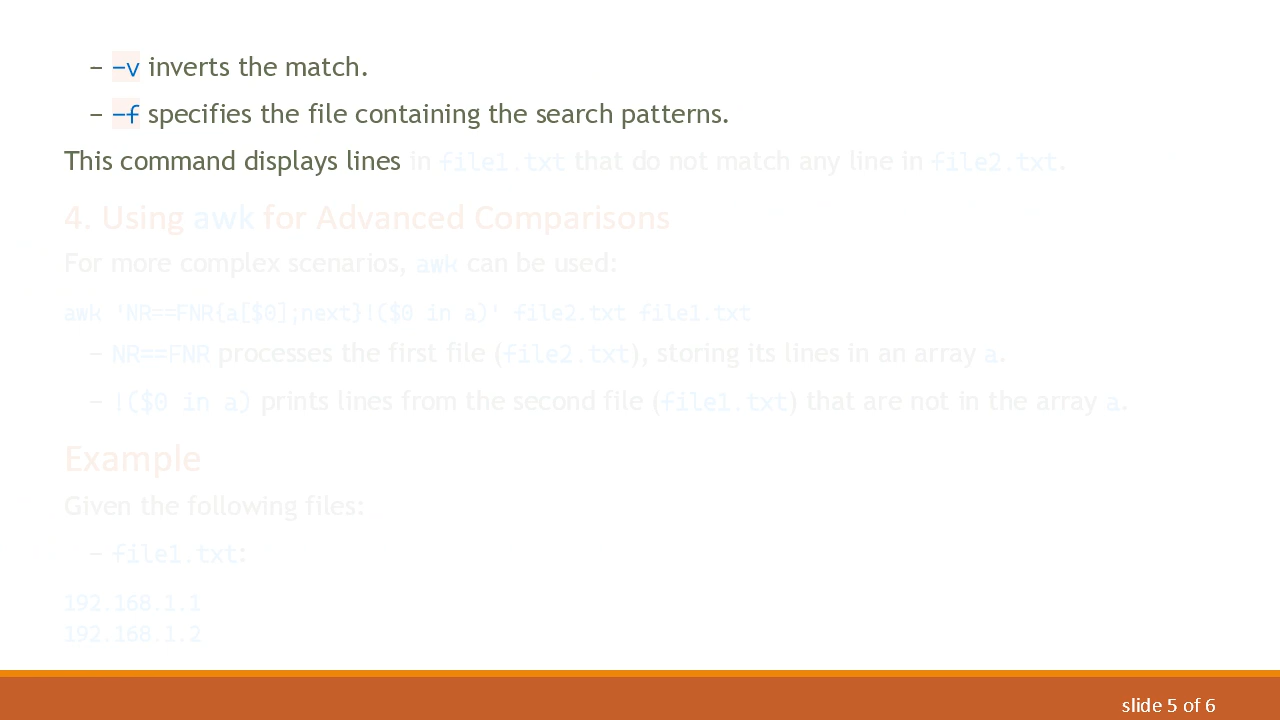 – -v inverts the match.
– -f specifies the file containing the search patterns.
This command displays lines in file1.txt that do not match any line in file2.txt.
4. Using awk for Advanced Comparisons
For more complex scenarios, awk can be used:
awk 'NR==FNR{a[$0];next}!($0 in a)' file2.txt file1.txt
– NR==FNR processes the first file (file2.txt), storing its lines in an array a.
– !($0 in a) prints lines from the second file (file1.txt) that are not in the array a.
Example
Given the following files:
– file1.txt:
192.168.1.1
192.168.1.2
slide 5 of 6